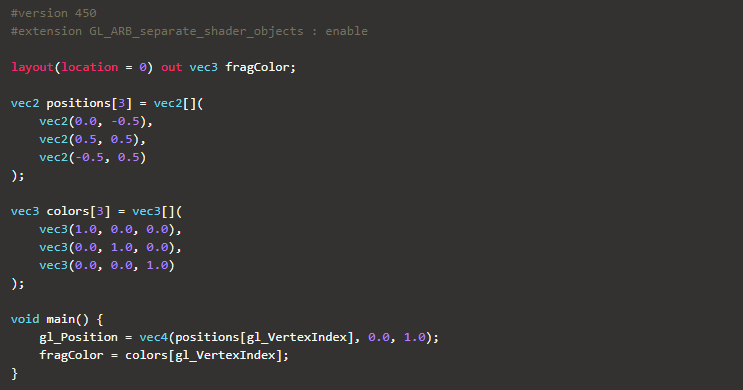 #version 450
#extension GL_ARB_separate_shader_objects : enable

layout(location = 0) out vec3 fragColor;

vec2 positions[3] = vec2[](
    vec2(0.0, -0.5),
    vec2(0.5, 0.5),
    vec2(-0.5, 0.5)
);

vec3 colors[3] = vec3[](
    vec3(1.0, 0.0, 0.0),
    vec3(0.0, 1.0, 0.0),
    vec3(0.0, 0.0, 1.0)
);

void main() {
    gl_Position = vec4(positions[gl_VertexIndex], 0.0, 1.0);
    fragColor = colors[gl_VertexIndex];
}